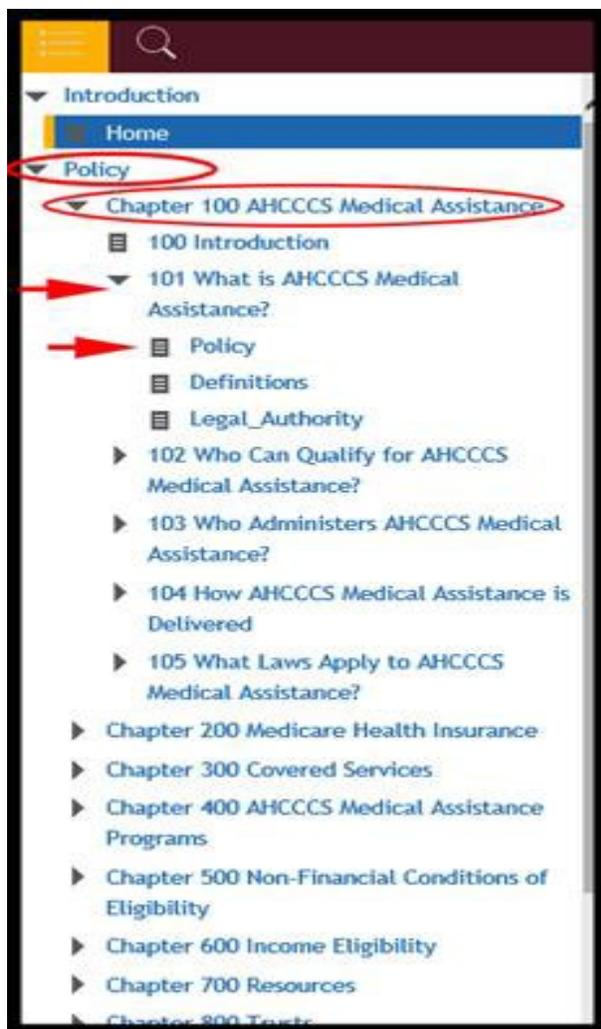 Introduction
Home
Policy
Chapter 100 AHCCCS Medical Assistance
100 Introduction
101 What is AHCCCS Medical
Assistance?
Policy
Definitions
Legal_Authority
102 Who Can Qualify for AHCCCS
Medical Assistance?
103 Who Administers AHCCCS Medical
Assistance?
104 How AHCCCS Medical Assistance is
Delivered
105 What Laws Apply to AHCCCS
Medical Assistance?
Chapter 200 Medicare Health Insurance
Chapter 300 Covered Services
Chapter 400 AHCCCS Medical Assistance
Programs
Chapter 500 Non-Financial Conditions of
Eligibility
Chapter 600 Income Eligibility
Chapter 700 Resources
Chapter 800 Trusts